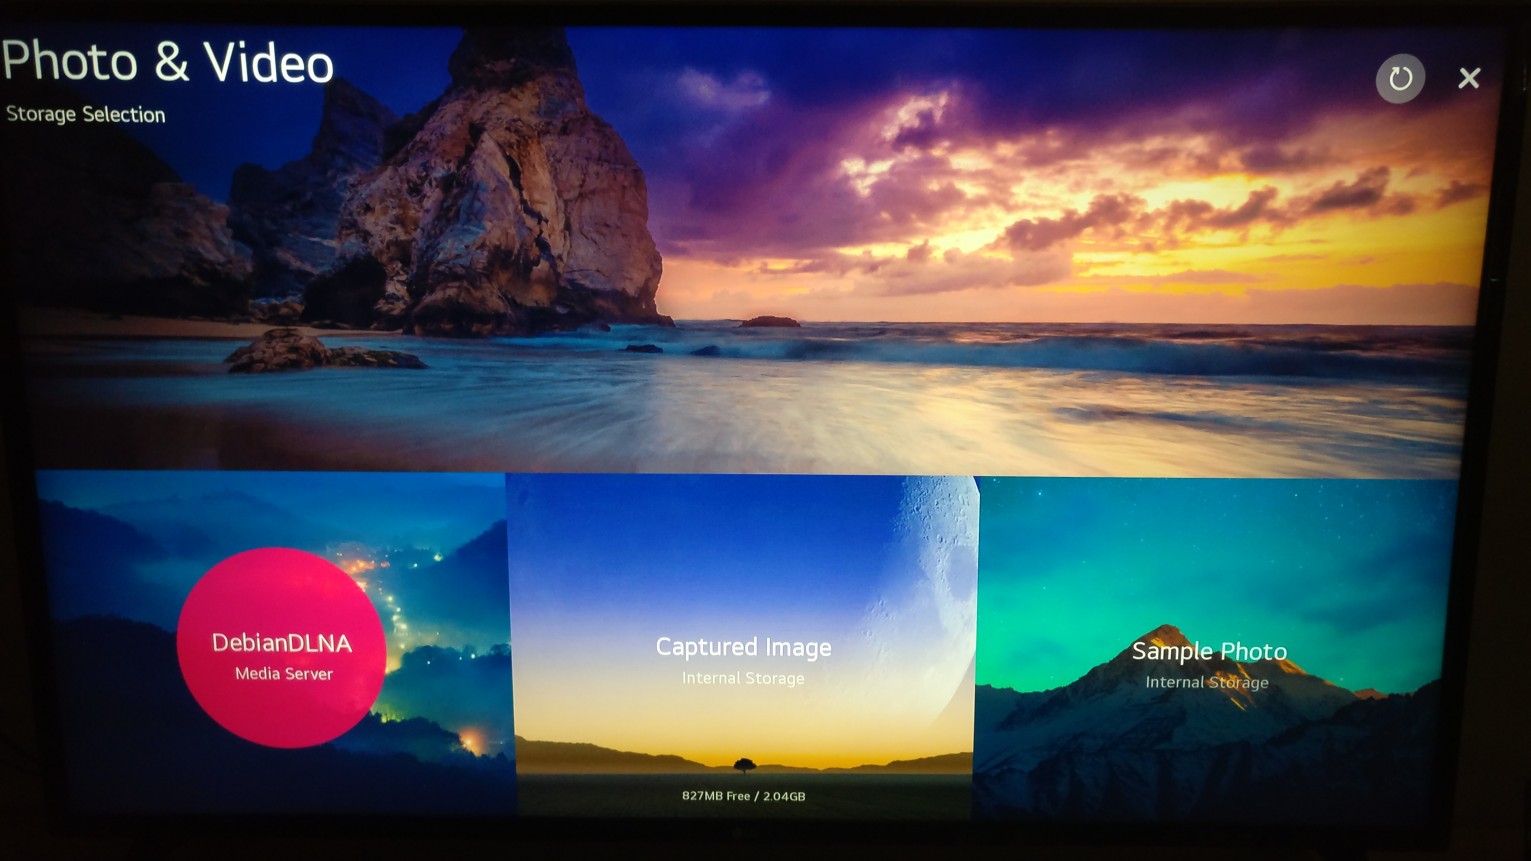 Photo & Video
Storage Selection
DebianDLNA
Media Server
Captured Image
Internal Storage
827MB Free / 2.04GB
Sample Photo
Internal Storage